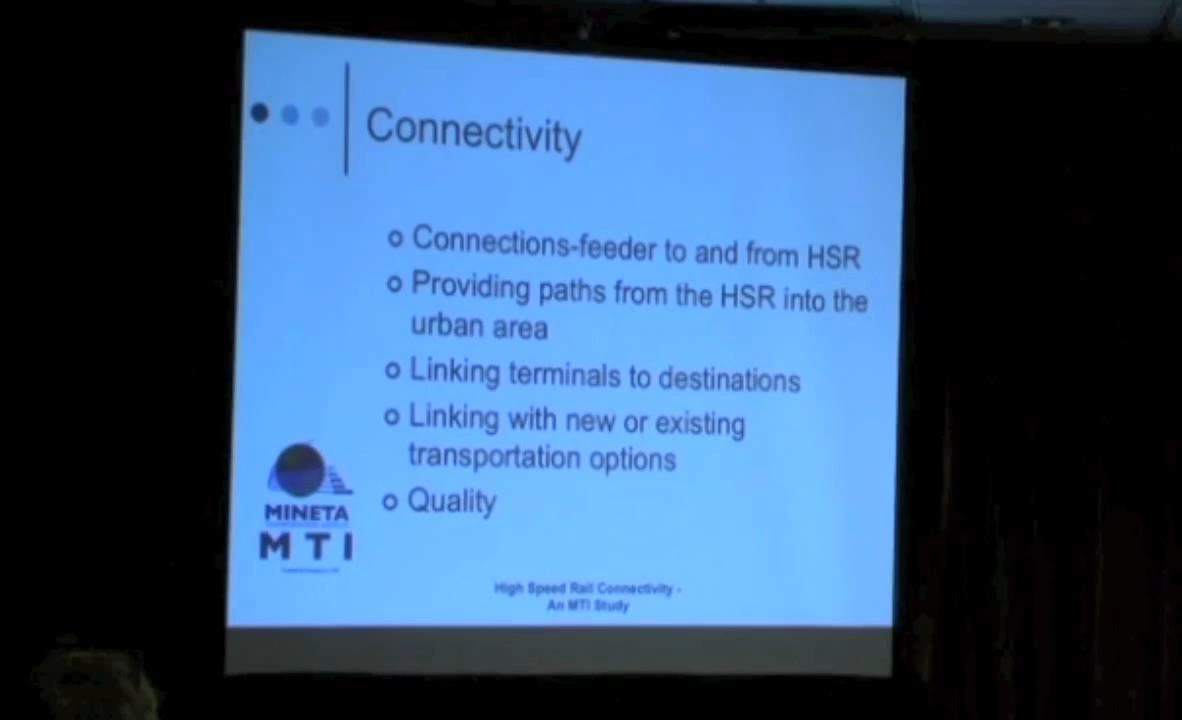 Connectivity
o Connections-feeder to and from HSR
o Providing paths from the HSR into the
urban area
o Linking terminals to destinations
o Linking with new or existing
transportation options
o Quality
MINETA
MTI
High Speed Rail Connectivity -
An MTI Study